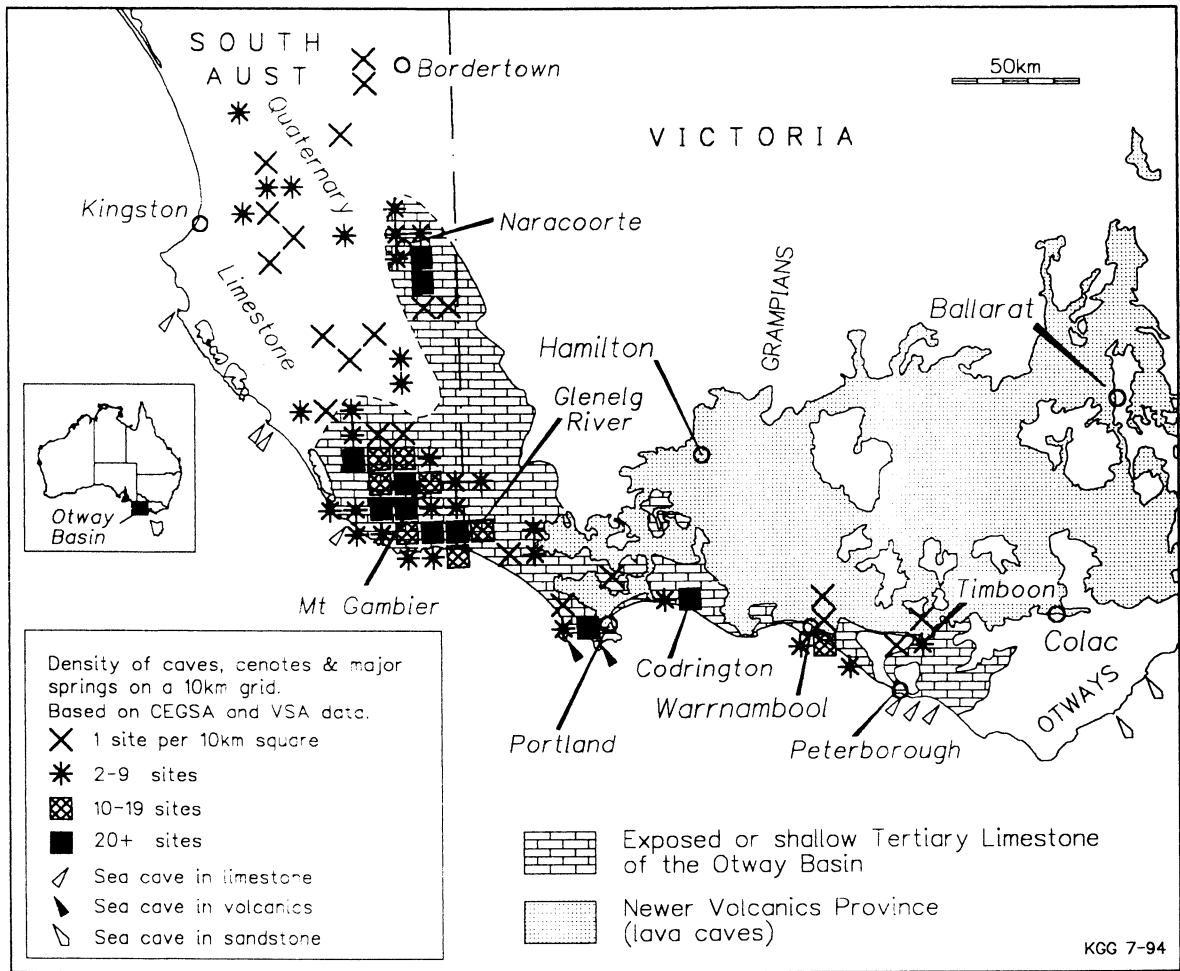 SOUTH
AUST
Bordertown
50km
Quaternary
VICTORIA
Kingston
Naracoorte
Limestone
GRAMPIANS
Ballarat
Hamilton
Glenelg
River
Otway
Basin
Mt Gambier
Timboon
Colac
Codrington
Warrnambool
OTWAYS
Portland
Peterborough
Density of caves, cenotes & major
springs on a 10km grid.
Based on CEGSA and VSA data.
1 site per 10km square
2-9 sites
10-19 sites
20+ sites
Sea cave in limestone
Sea cave in volcanics
Sea cave in sandstone
Exposed or shallow Tertiary Limestone
of the Otway Basin
Newer Volcanics Province
(lava caves)
KGG 7-94